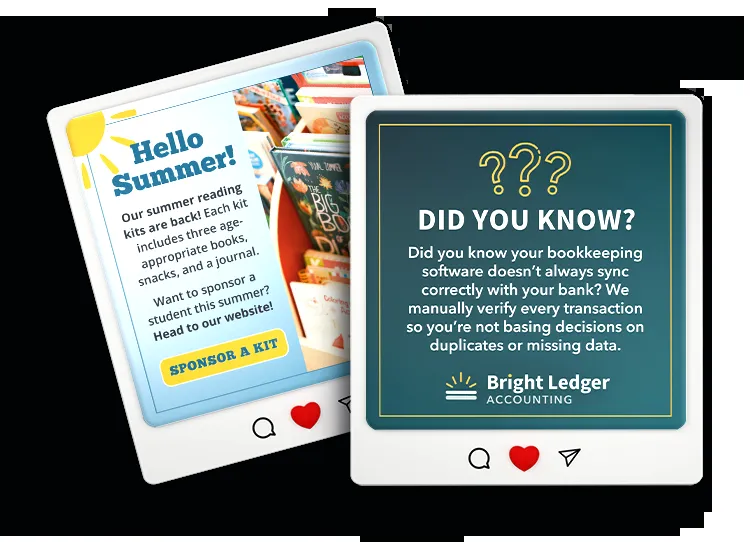 Hello
Summer!
Our summer reading
kits are back! Each kit
includes three age-
appropriate books,
snacks, and a journal.
Want to sponsor a
student this summer?
Head to our website!
SPONSOR A KIT
THE
BIG
BOOK
???
DID YOU KNOW?
Did you know your bookkeeping
software doesn't always sync
correctly with your bank? We
manually verify every transaction
so you're not basing decisions on
duplicates or missing data.
Bright Ledger
ACCOUNTING